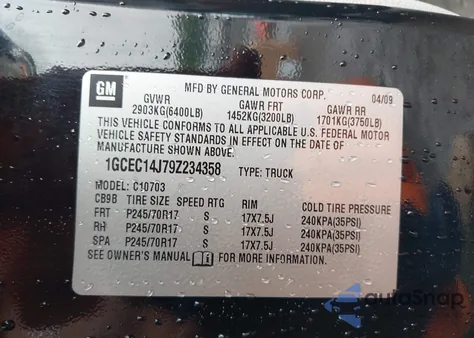 GM MFD BY GENERAL MOTORS CORP. 04/09
GVWR GAWR FRT GAWR RR
2903KG(6400LB) 1452KG(3200LB) 1701KG(3750LB)
THIS VEHICLE CONFORMS TO ALL APPLICABLE U.S. FEDERAL MOTOR
VEHICLE SAFETY STANDARDS IN EFFECT ON THE DATE OF
MANUFACTURE SHOWN ABOVE.
1GCEC14J79Z234358 TYPE: TRUCK
MODEL: C10703
CB9B TIRE SIZE SPEED RTG RIM COLD TIRE PRESSURE
FRT P245/70R17 S 17X7.5J 240KPA(35PSI)
RH P245/70R17 S 17X7.5J 240KPA(35PSI)
SPA P245/70R17 S 17X7.5J 240KPA(35PSI)
SEE OWNER'S MANUAL FOR MORE INFORMATION.
autoSnap